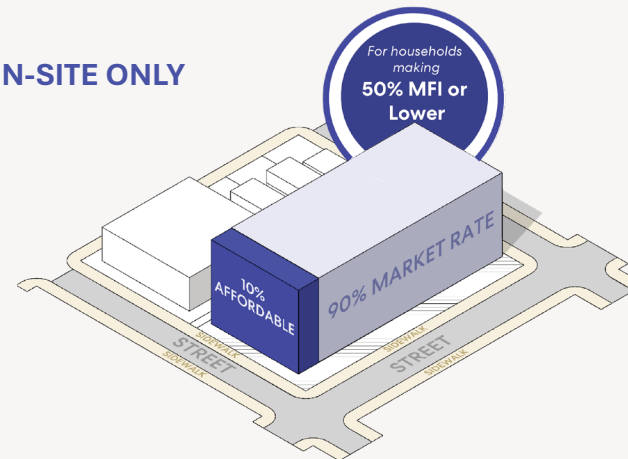 N-SITE ONLY
For households
making
50% MFI or
Lower
10%
AFFORDABLE
90% MARKET RATE
SIDEWALK
STREET
SIDEWALK
SIDEWALK
STREET
SIDEWALK